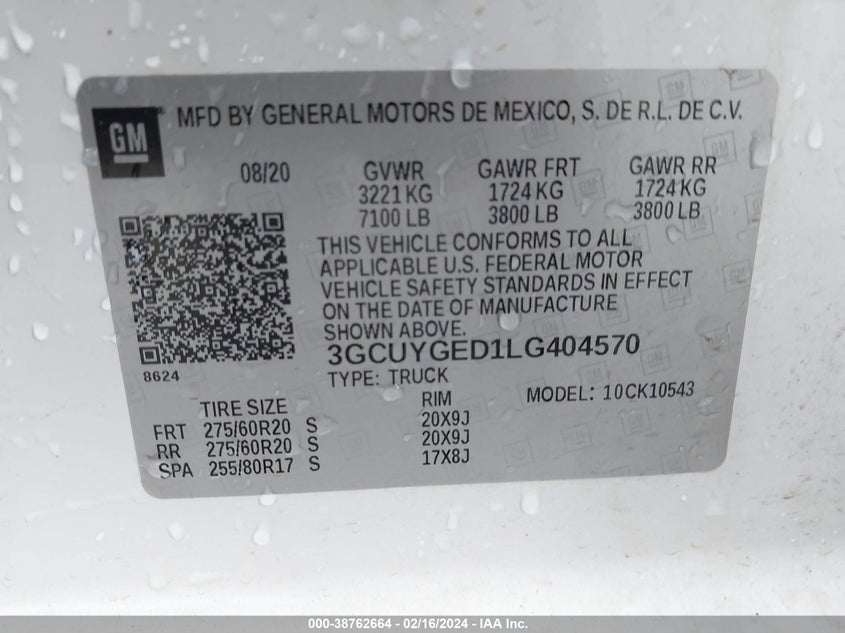 GM
MFD BY GENERAL MOTORS DE MEXICO, S. DE R.L. DE C.V.
08/20 GVWR GAWR FRT GAWR RR
3221 KG 1724 KG 1724 KG
7100 LB 3800 LB 3800 LB
THIS VEHICLE CONFORMS TO ALL
APPLICABLE U.S. FEDERAL MOTOR
VEHICLE SAFETY STANDARDS IN EFFECT
ON THE DATE OF MANUFACTURE
SHOWN ABOVE.
8624 3GCUYGED1LG404570
TYPE: TRUCK
TIRE SIZE RIM MODEL: 10CK10543
FRT 275/60R20 S 20X9J
RR 275/60R20 S 20X9J
SPA 255/80R17 S 17X8J
000-38762664 - 02/16/2024 - IAA Inc.